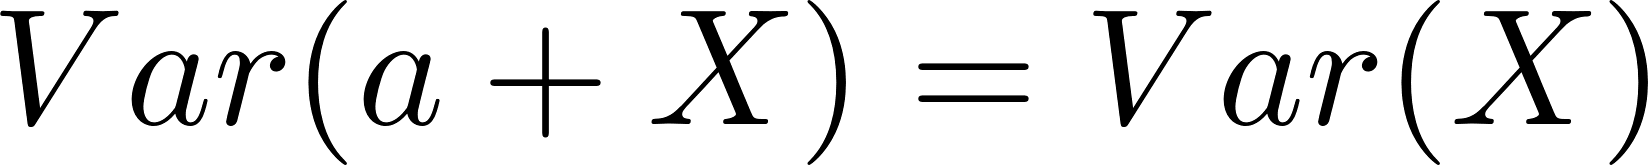 Var(a + X) = Var(X)